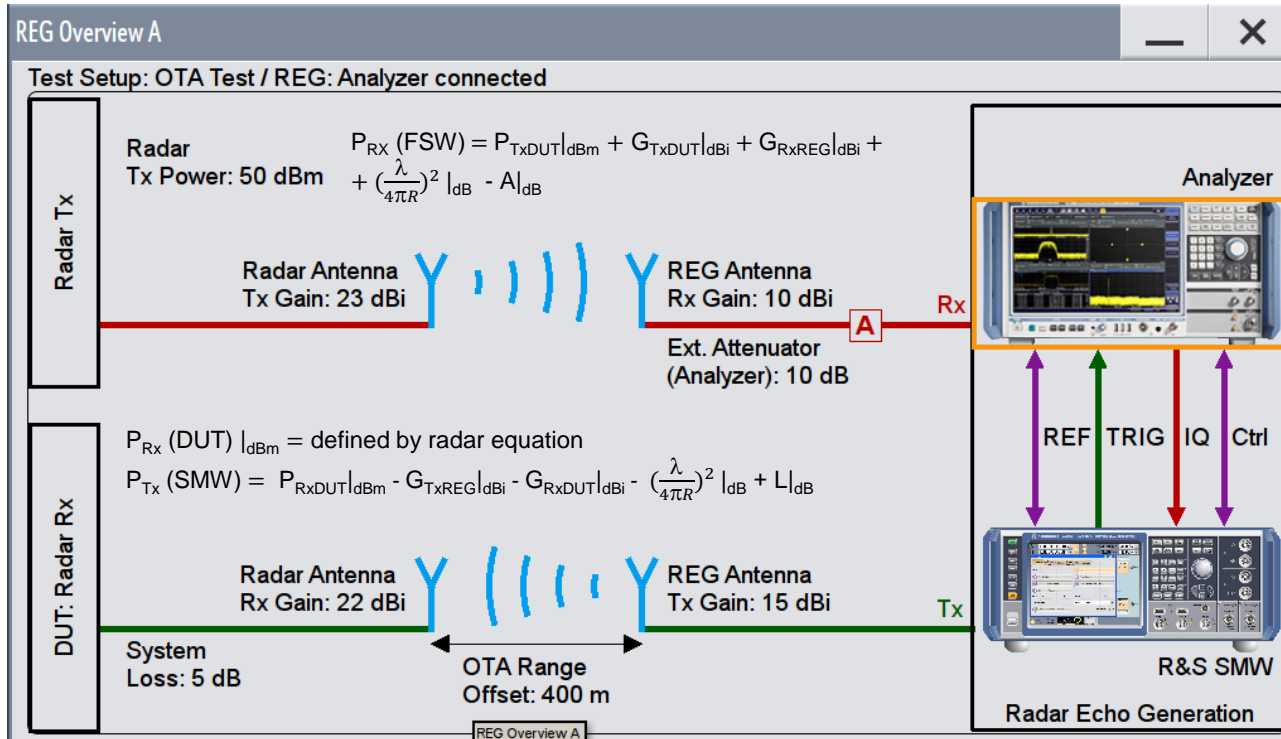 REG Overview A
Test Setup: OTA Test / REG: Analyzer connected
Radar Tx
Radar
Tx Power: 50 dBm
P_RX (FSW) = P_TxDUT|dBm + G_TxDUT|dBi + G_RxREG|dBi +
+ (λ/4πR)² |dB - A|dB
Analyzer
Radar Antenna
Tx Gain: 23 dBi
REG Antenna
Rx Gain: 10 dBi
A
Rx
Ext. Attenuator
(Analyzer): 10 dB
REF
TRIG
IQ
Ctrl
DUT: Radar Rx
P_Rx (DUT) |dBm = defined by radar equation
P_Tx (SMW) = P_RxDUT|dBm - G_TxREG|dBi - G_RxDUT|dBi - (λ/4πR)² |dB + L|dB
Radar Antenna
Rx Gain: 22 dBi
REG Antenna
Tx Gain: 15 dBi
Tx
System
Loss: 5 dB
OTA Range
Offset: 400 m
R&S SMW
Radar Echo Generation
REG Overview A